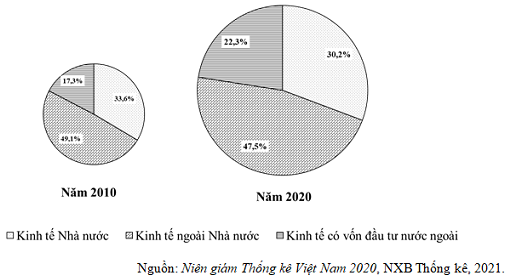 22,3%
30,2%
17,3%
33,6%
49,1%
47,5%
Năm 2010
Năm 2020
Kinh tế Nhà nước Kinh tế ngoài Nhà nước Kinh tế có vốn đầu tư nước ngoài
Nguồn: Niên giám Thống kê Việt Nam 2020, NXB Thống kê, 2021.